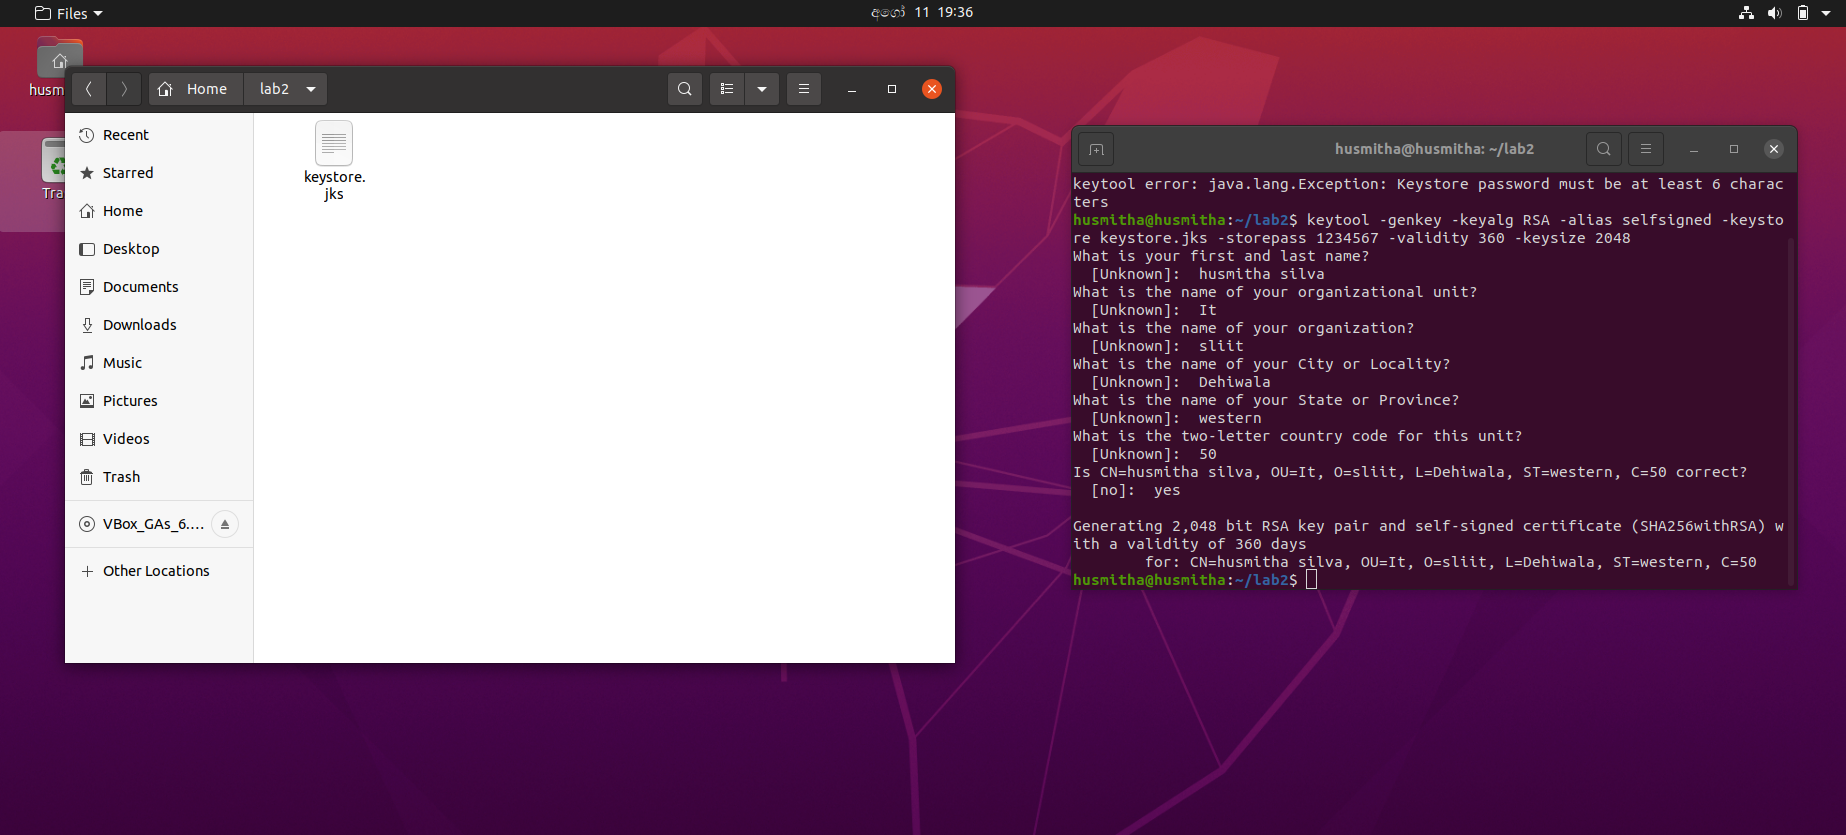 Files
අගෝ 11 19:36
husm
Tra
Home
lab2
Recent
Starred
Home
Desktop
Documents
Downloads
Music
Pictures
Videos
Trash
VBox_GAs_6....
Other Locations
keystore.
jks
husmitha@husmitha: ~/lab2
keytool error: java.lang.Exception: Keystore password must be at least 6 charac
ters
husmitha@husmitha:~/lab2$ keytool -genkey -keyalg RSA -alias selfsigned -keysto
re keystore.jks -storepass 1234567 -validity 360 -keysize 2048
What is your first and last name?
[Unknown]:  husmitha silva
What is the name of your organizational unit?
[Unknown]:  It
What is the name of your organization?
[Unknown]:  sliit
What is the name of your City or Locality?
[Unknown]:  Dehiwala
What is the name of your State or Province?
[Unknown]:  western
What is the two-letter country code for this unit?
[Unknown]:  50
Is CN=husmitha silva, OU=It, O=sliit, L=Dehiwala, ST=western, C=50 correct?
[no]:  yes
Generating 2,048 bit RSA key pair and self-signed certificate (SHA256withRSA) w
ith a validity of 360 days
for: CN=husmitha silva, OU=It, O=sliit, L=Dehiwala, ST=western, C=50
husmitha@husmitha:~/lab2$